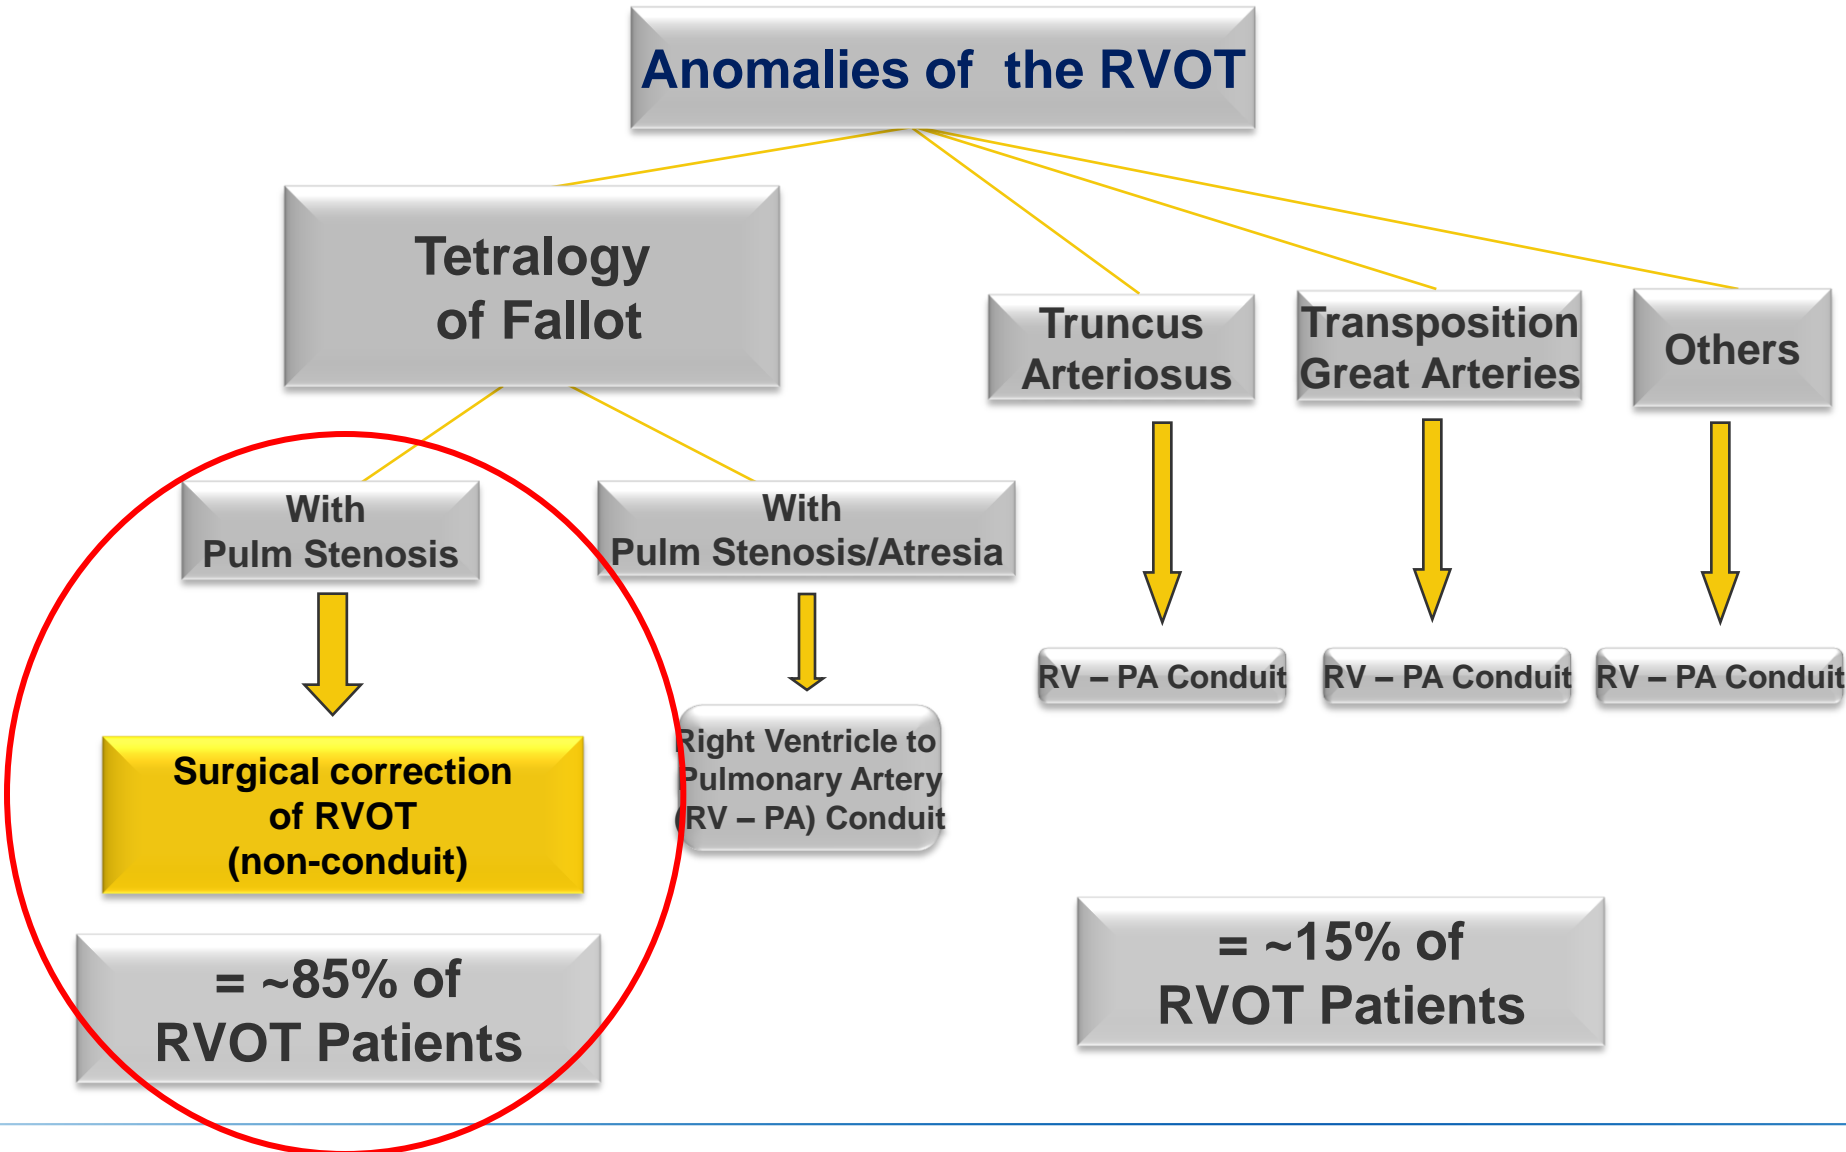 Anomalies of the RVOT
Tetralogy
of Fallot
Truncus
Arteriosus
Transposition
Great Arteries
Others
With
Pulm Stenosis
With
Pulm Stenosis/Atresia
RV – PA Conduit
RV – PA Conduit
RV – PA Conduit
Surgical correction
of RVOT
(non-conduit)
Right Ventricle to
Pulmonary Artery
(RV – PA) Conduit
= ~85% of
RVOT Patients
= ~15% of
RVOT Patients